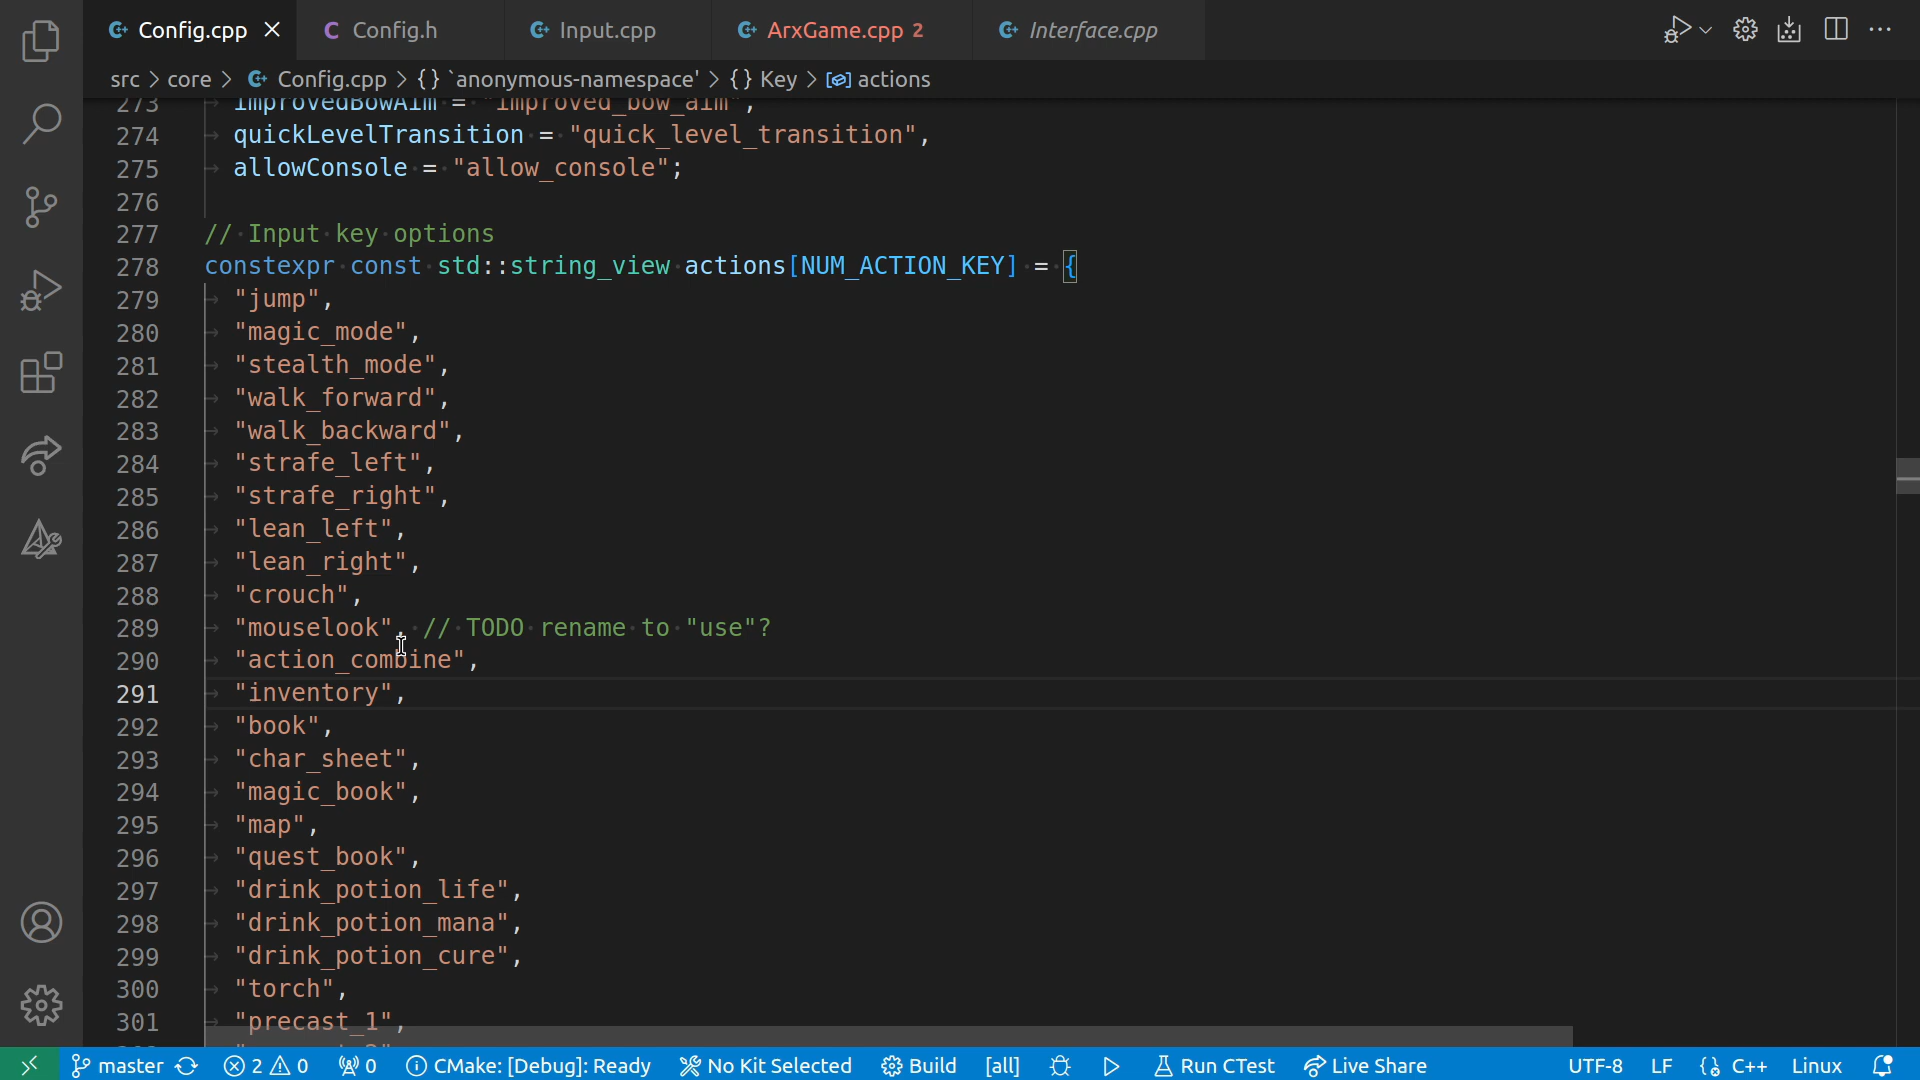 Config.cpp Config.h Input.cpp ArxGame.cpp 2 Interface.cpp
src > core > Config.cpp > {} `anonymous-namespace' > {} Key > actions
273 improvedBowAim = "improved_bow_aim",
274 quickLevelTransition = "quick_level_transition",
275 allowConsole = "allow_console";
276
277 // Input key options
278 constexpr const std::string_view actions[NUM_ACTION_KEY] = {
279 "jump",
280 "magic_mode",
281 "stealth_mode",
282 "walk_forward",
283 "walk_backward",
284 "strafe_left",
285 "strafe_right",
286 "lean_left",
287 "lean_right",
288 "crouch",
289 "mouselook", // TODO rename to "use"?
290 "action_combine",
291 "inventory",
292 "book",
293 "char_sheet",
294 "magic_book",
295 "map",
296 "quest_book",
297 "drink_potion_life",
298 "drink_potion_mana",
299 "drink_potion_cure",
300 "torch",
301 "precast_1",
master 2 0 0 CMake: [Debug]: Ready No Kit Selected Build [all] Run CTest Live Share UTF-8 LF C++ Linux